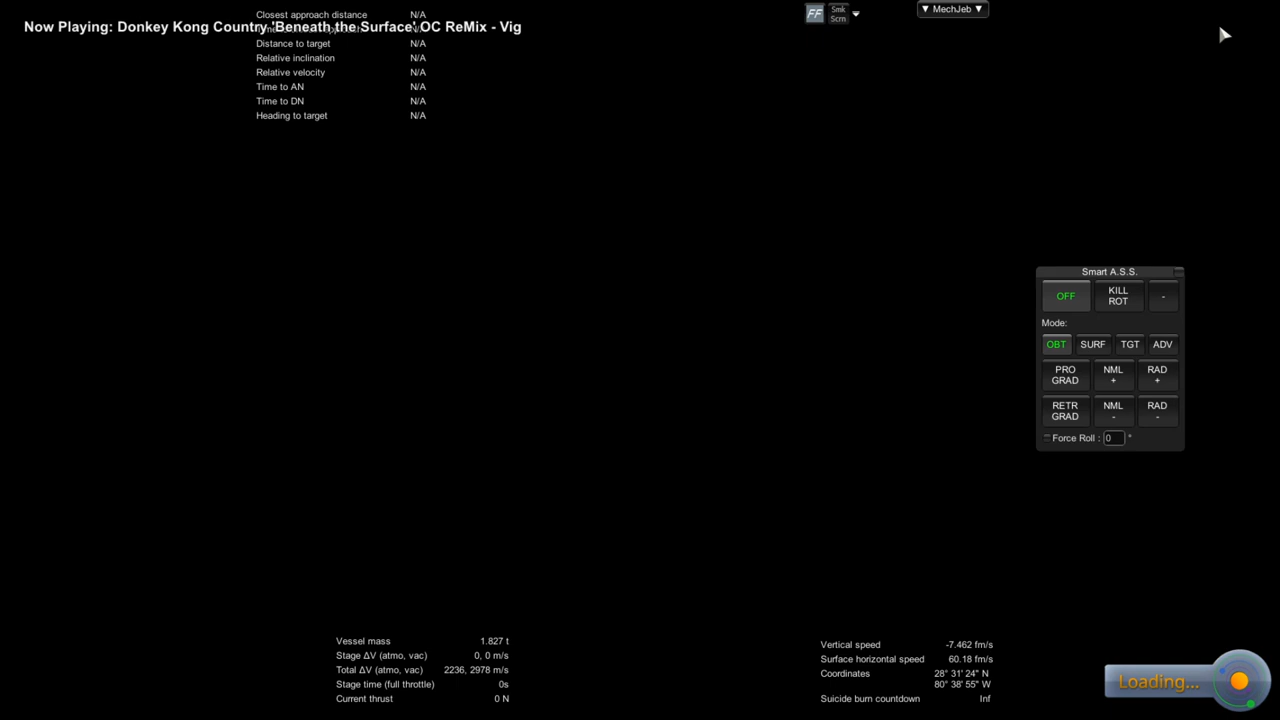 Closest approach distance N/A
Now Playing: Donkey Kong Country 'Beneath the Surface' OC ReMix - Vig
Distance to target N/A
Relative inclination N/A
Relative velocity N/A
Time to AN N/A
Time to DN N/A
Heading to target N/A
FF
Smk
Scrn
▼ MechJeb ▼
Smart A.S.S.
OFF
KILL
ROT
-
Mode:
OBT SURF TGT ADV
PRO
GRAD
NML
+
RAD
+
RETR
GRAD
NML
-
RAD
-
Force Roll : 0 °
Vessel mass 1.827 t
Stage ΔV (atmo, vac) 0, 0 m/s
Total ΔV (atmo, vac) 2236, 2978 m/s
Stage time (full throttle) 0s
Current thrust 0 N
Vertical speed -7.462 fm/s
Surface horizontal speed 60.18 fm/s
Coordinates 28° 31' 24" N
80° 38' 55" W
Suicide burn countdown Inf
Loading...